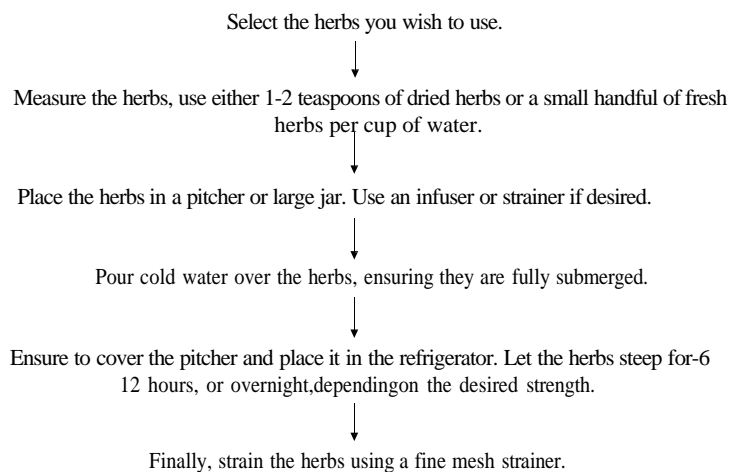 Select the herbs you wish to use.
Measure the herbs, use either 1-2 teaspoons of dried herbs or a small handful of fresh
herbs per cup of water.
Place the herbs in a pitcher or large jar. Use an infuser or strainer if desired.
Pour cold water over the herbs, ensuring they are fully submerged.
Ensure to cover the pitcher and place it in the refrigerator. Let the herbs steep for-6
12 hours, or overnight,dependingon the desired strength.
Finally, strain the herbs using a fine mesh strainer.